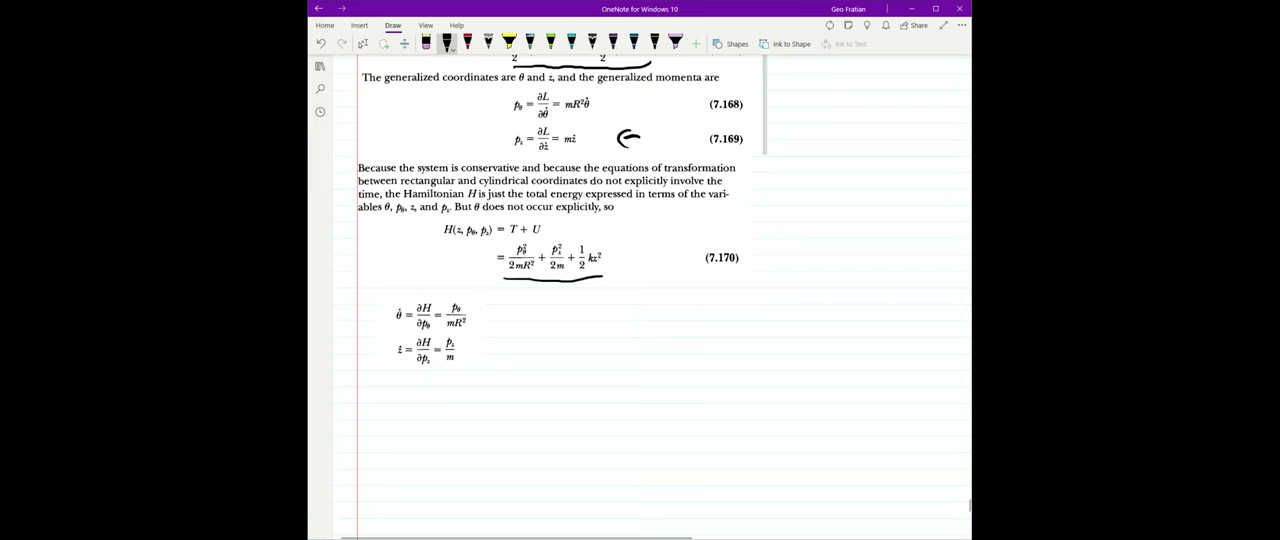 OneNote for Windows 10
Geo Fratian
Home Insert Draw View Help
Share
Shapes Ink to Shape Ink to Text
2 2
The generalized coordinates are θ and z, and the generalized momenta are
p_θ = ∂L/∂θ̇ = mR²θ̇ (7.168)
p_z = ∂L/∂ż = mż (7.169)
Because the system is conservative and because the equations of transformation
between rectangular and cylindrical coordinates do not explicitly involve the
time, the Hamiltonian H is just the total energy expressed in terms of the vari-
ables θ, p_θ, z, and p_z. But θ does not occur explicitly, so
H(z, p_θ, p_z) = T + U
= p_θ²/2mR² + p_z²/2m + 1/2 kz² (7.170)
θ̇ = ∂H/∂p_θ = p_θ/mR²
ż = ∂H/∂p_z = p_z/m